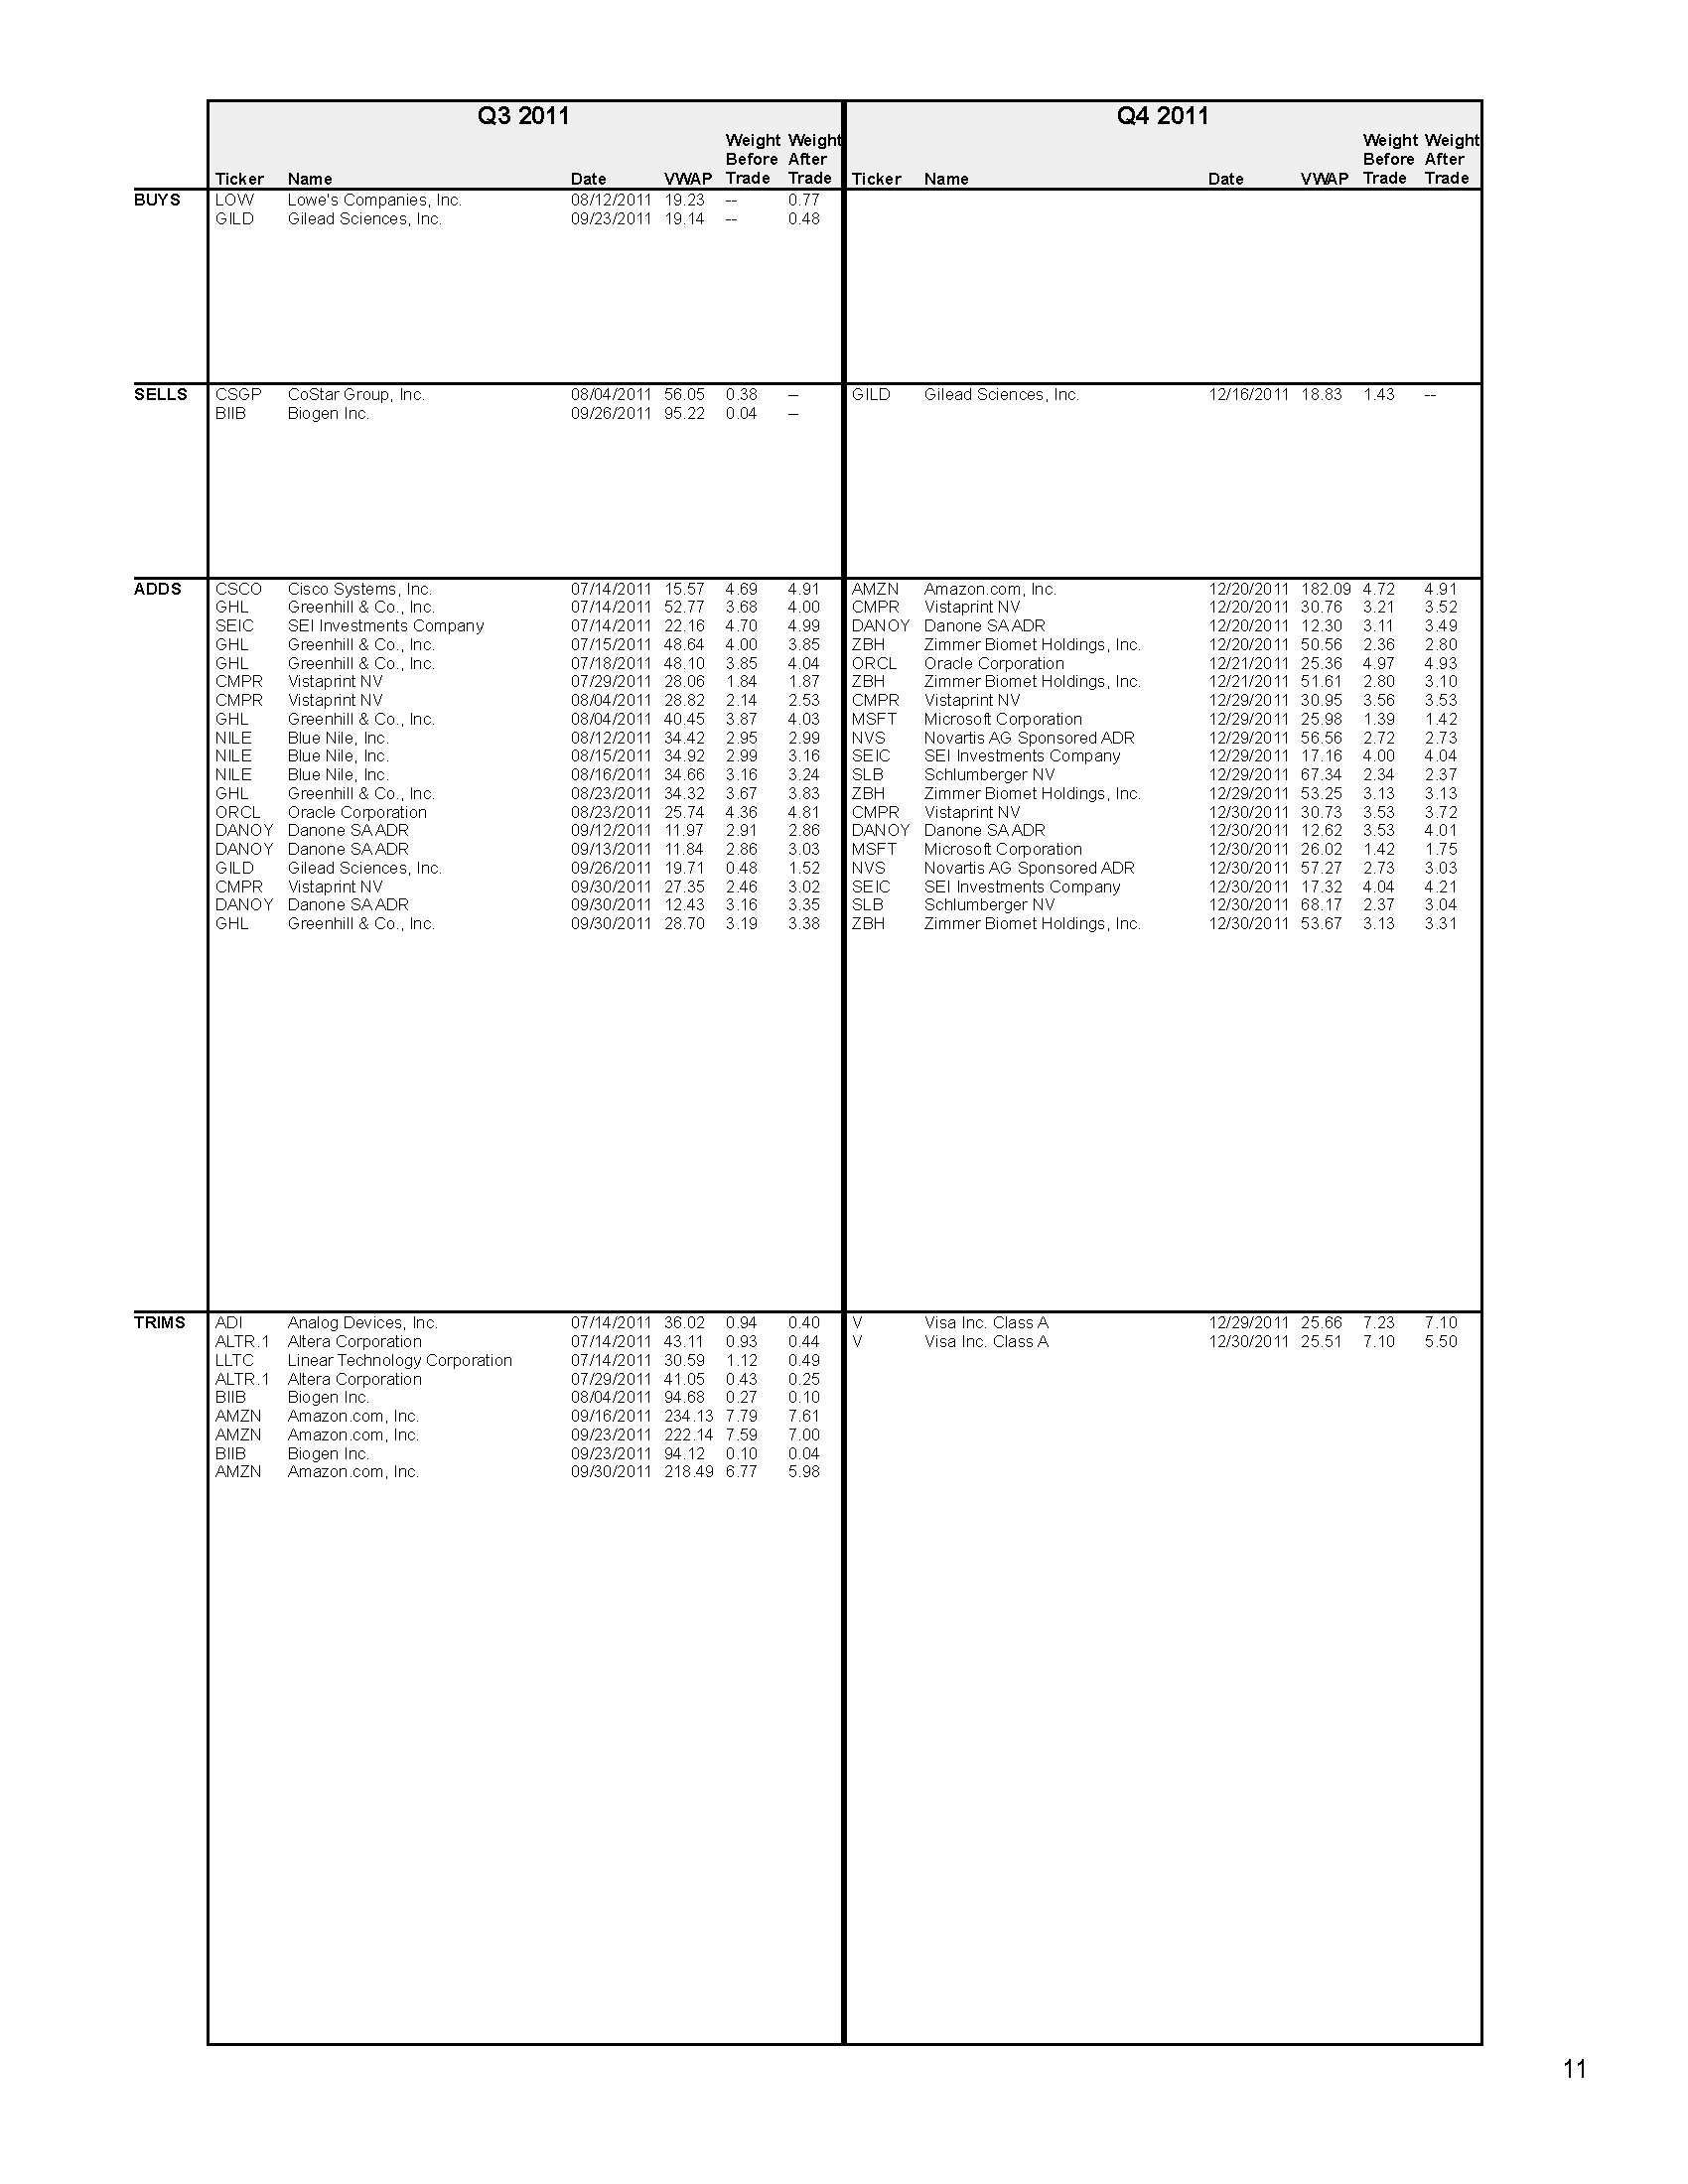 Q3 2011
Q4 2011
Weight Weight Weight Weight
Before After Before After
Ticker Name Date VWAP Trade Trade Ticker Name Date VWAP Trade Trade
BUYS LOW Lowe's Companies, Inc. 08/12/2011 19.23 -- 0.77
GILD Gilead Sciences, Inc. 09/23/2011 19.14 -- 0.48
SELLS CSGP CoStar Group, Inc. 08/04/2011 56.05 0.38 -- GILD Gilead Sciences, Inc. 12/16/2011 18.83 1.43 --
BIIB Biogen Inc. 09/26/2011 95.22 0.04 --
ADDS CSCO Cisco Systems, Inc. 07/14/2011 15.57 4.69 4.91 AMZN Amazon.com, Inc. 12/20/2011 182.09 4.72 4.91
GHL Greenhill & Co., Inc. 07/14/2011 52.77 3.68 4.00 CMPR Vistaprint NV 12/20/2011 30.76 3.21 3.52
SEIC SEI Investments Company 07/14/2011 22.16 4.70 4.99 DANOY Danone SA ADR 12/20/2011 12.30 3.11 3.49
GHL Greenhill & Co., Inc. 07/15/2011 48.64 4.00 3.85 ZBH Zimmer Biomet Holdings, Inc. 12/20/2011 50.56 2.36 2.80
GHL Greenhill & Co., Inc. 07/18/2011 48.10 3.85 4.04 ORCL Oracle Corporation 12/21/2011 25.36 4.97 4.93
CMPR Vistaprint NV 07/29/2011 28.06 1.84 1.87 ZBH Zimmer Biomet Holdings, Inc. 12/21/2011 51.61 2.80 3.10
CMPR Vistaprint NV 08/04/2011 28.82 2.14 2.53 CMPR Vistaprint NV 12/29/2011 30.95 3.56 3.53
GHL Greenhill & Co., Inc. 08/04/2011 40.45 3.87 4.03 MSFT Microsoft Corporation 12/29/2011 25.98 1.39 1.42
NILE Blue Nile, Inc. 08/12/2011 34.42 2.95 2.99 NVS Novartis AG Sponsored ADR 12/29/2011 56.56 2.72 2.73
NILE Blue Nile, Inc. 08/15/2011 34.92 2.99 3.16 SEIC SEI Investments Company 12/29/2011 17.16 4.00 4.04
NILE Blue Nile, Inc. 08/16/2011 34.66 3.16 3.24 SLB Schlumberger NV 12/29/2011 67.34 2.34 2.37
GHL Greenhill & Co., Inc. 08/23/2011 34.32 3.67 3.83 ZBH Zimmer Biomet Holdings, Inc. 12/29/2011 53.25 3.13 3.13
ORCL Oracle Corporation 08/23/2011 25.74 4.36 4.81 CMPR Vistaprint NV 12/30/2011 30.73 3.53 3.72
DANOY Danone SA ADR 09/12/2011 11.97 2.91 2.86 DANOY Danone SA ADR 12/30/2011 12.62 3.53 4.01
DANOY Danone SA ADR 09/13/2011 11.84 2.86 3.03 MSFT Microsoft Corporation 12/30/2011 26.02 1.42 1.75
GILD Gilead Sciences, Inc. 09/26/2011 19.71 0.48 1.52 NVS Novartis AG Sponsored ADR 12/30/2011 57.27 2.73 3.03
CMPR Vistaprint NV 09/30/2011 27.35 2.46 3.02 SEIC SEI Investments Company 12/30/2011 17.32 4.04 4.21
DANOY Danone SA ADR 09/30/2011 12.43 3.16 3.35 SLB Schlumberger NV 12/30/2011 68.17 2.37 3.04
GHL Greenhill & Co., Inc. 09/30/2011 28.70 3.19 3.38 ZBH Zimmer Biomet Holdings, Inc. 12/30/2011 53.67 3.13 3.31
TRIMS ADI Analog Devices, Inc. 07/14/2011 36.02 0.94 0.40 V Visa Inc. Class A 12/29/2011 25.66 7.23 7.10
ALTR.1 Altera Corporation 07/14/2011 43.11 0.93 0.44 V Visa Inc. Class A 12/30/2011 25.51 7.10 5.50
LLTC Linear Technology Corporation 07/14/2011 30.59 1.12 0.49
ALTR.1 Altera Corporation 07/29/2011 41.05 0.43 0.25
BIIB Biogen Inc. 08/04/2011 94.68 0.27 0.10
AMZN Amazon.com, Inc. 09/16/2011 234.13 7.79 7.61
AMZN Amazon.com, Inc. 09/23/2011 222.14 7.59 7.00
BIIB Biogen Inc. 09/23/2011 94.12 0.10 0.04
AMZN Amazon.com, Inc. 09/30/2011 218.49 6.77 5.98
11